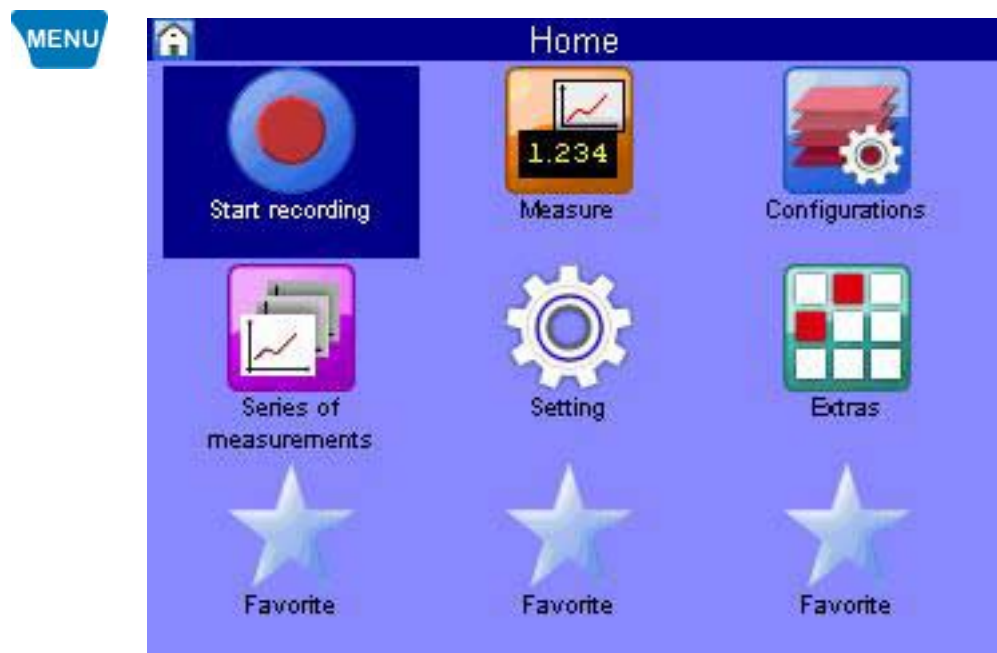 MENU
Home
Start recording
1.234
Measure
Configurations
Series of
measurements
Setting
Extras
Favorite
Favorite
Favorite